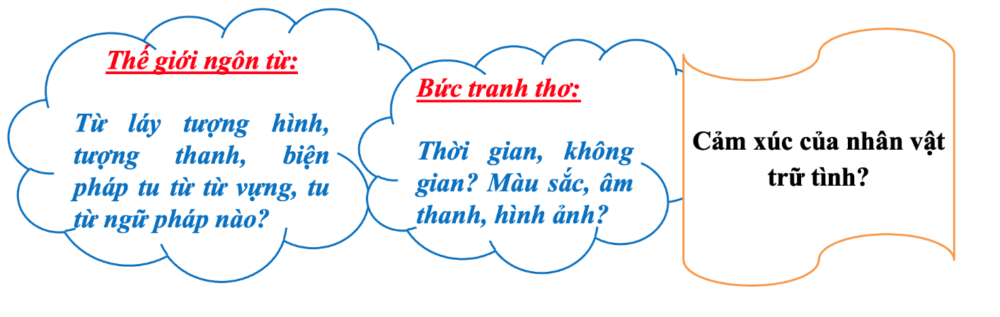 Thế giới ngôn từ:
Từ láy tượng hình,
tượng thanh, biện
pháp tu từ từ vựng, tu
từ ngữ pháp nào?
Bức tranh thơ:
Thời gian, không
gian? Màu sắc, âm
thanh, hình ảnh?
Cảm xúc của nhân vật
trữ tình?